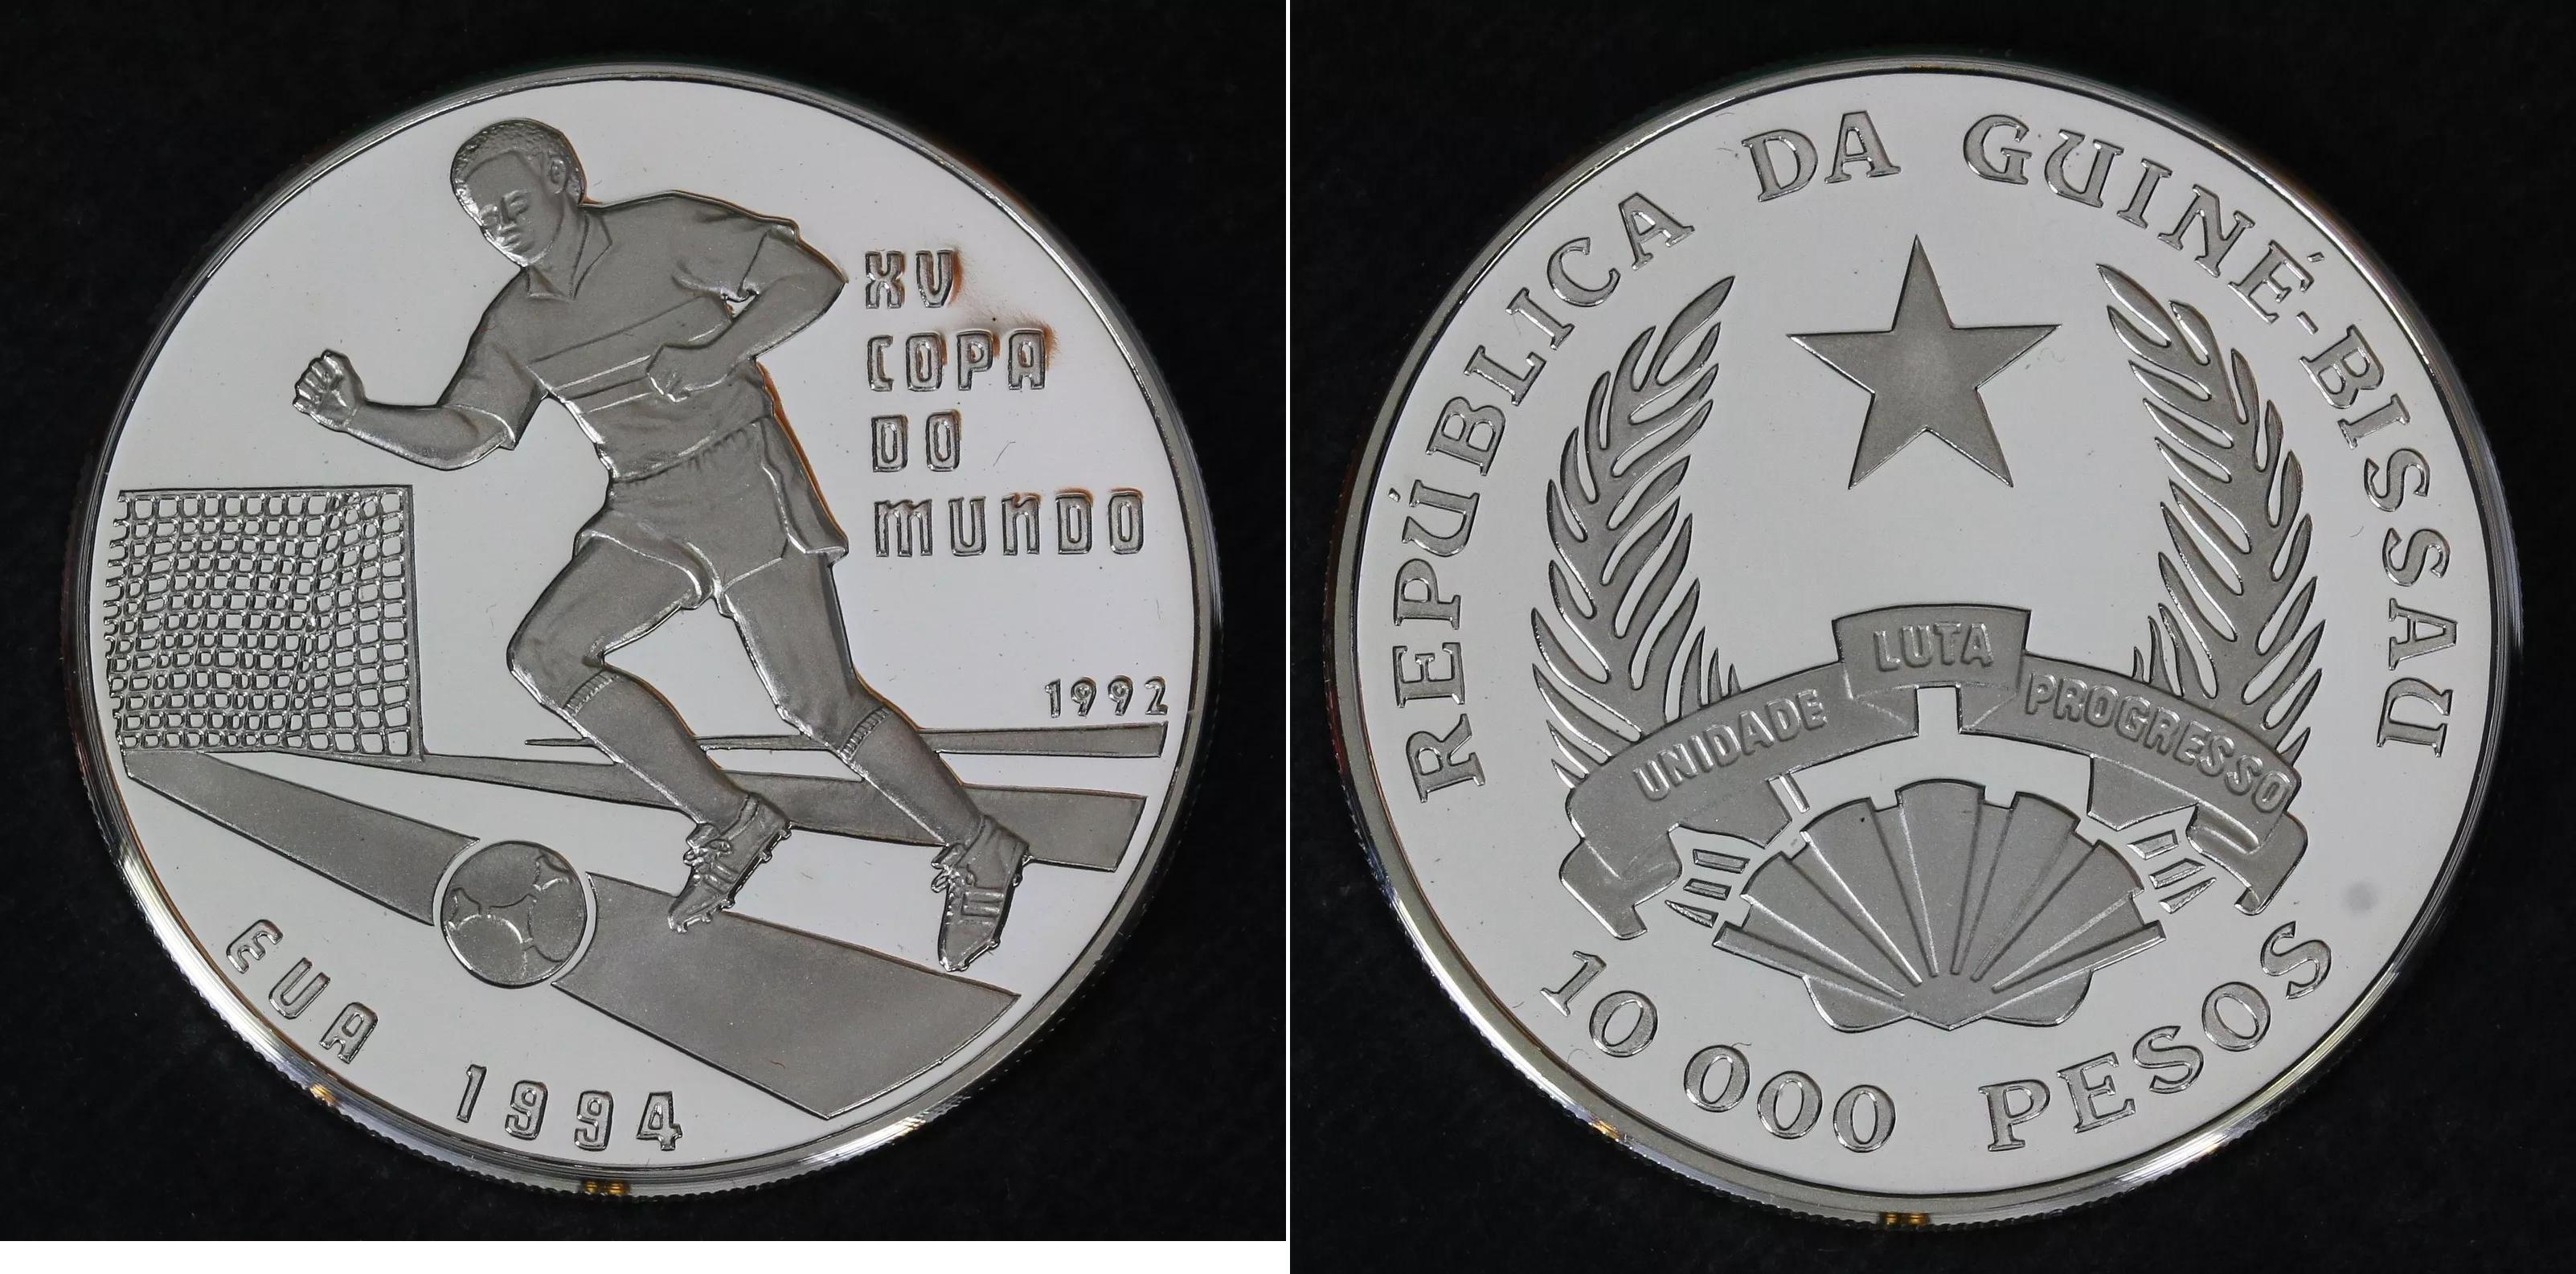 XV
COPA
DO
MUNDO
1992
EUA 1994
REPÚBLICA DA GUINÉ-BISSAU
UNIDADE LUTA PROGRESSO
10 000 PESOS